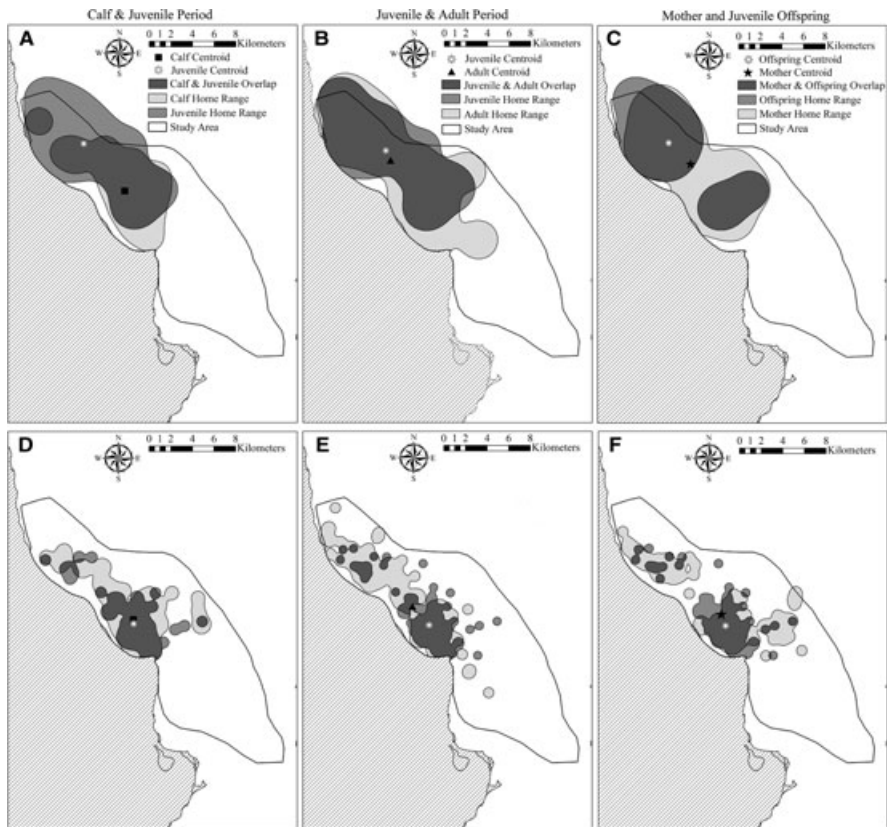 Calf & Juvenile Period
Juvenile & Adult Period
Mother and Juvenile Offspring
A
N
W E
S
0 1 2 4 6 8
Kilometers
Calf Centroid
Juvenile Centroid
Calf & Juvenile Overlap
Calf Home Range
Juvenile Home Range
Study Area
B
N
W E
S
0 1 2 4 6 8
Kilometers
Juvenile Centroid
Adult Centroid
Juvenile & Adult Overlap
Juvenile Home Range
Adult Home Range
Study Area
C
N
W E
S
0 1 2 4 6 8
Kilometers
Offspring Centroid
Mother Centroid
Mother & Offspring Overlap
Offspring Home Range
Mother Home Range
Study Area
D
N
W E
S
0 1 2 4 6 8
Kilometers
E
N
W E
S
0 1 2 4 6 8
Kilometers
F
N
W E
S
0 1 2 4 6 8
Kilometers